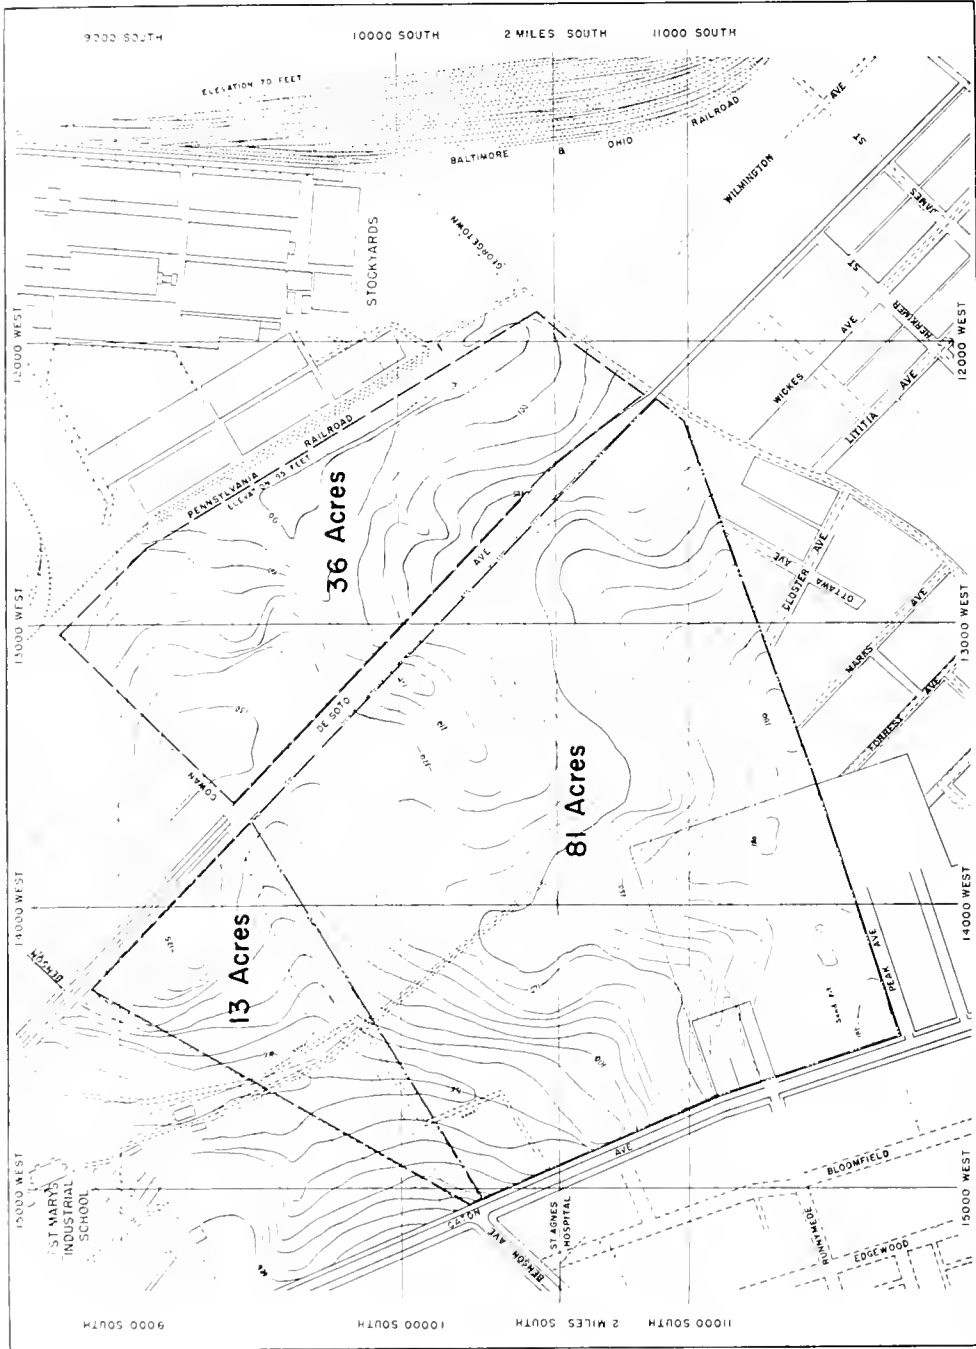 9000 SOUTH
10000 SOUTH
2 MILES SOUTH
11000 SOUTH
ELEVATION 70 FEET
BALTIMORE & OHIO RAILROAD
WILMINGTON AVE
ST
JAMES
STOCKYARDS
GEORGETOWN
12000 WEST
12000 WEST
PENNSYLVANIA RAILROAD
ELEVATION 95 FEET
WICKES AVE
ST
HERKIMER
LITITIA AVE
36 Acres
DE SOTO AVE
CLOSTER AVE
OTTAWA AVE
MARKS AVE
FORREST AVE
13000 WEST
13000 WEST
COWAN
81 Acres
13 Acres
BENSON
14000 WEST
14000 WEST
PEAK AVE
SAND PIT
ST MARYS
INDUSTRIAL
SCHOOL
15000 WEST
15000 WEST
CATON AVE
BENSON AVE
ST AGNES
HOSPITAL
BLOOMFIELD
RUNNYMEDE
EDGEWOOD
9000 SOUTH
10000 SOUTH
2 MILES SOUTH
11000 SOUTH